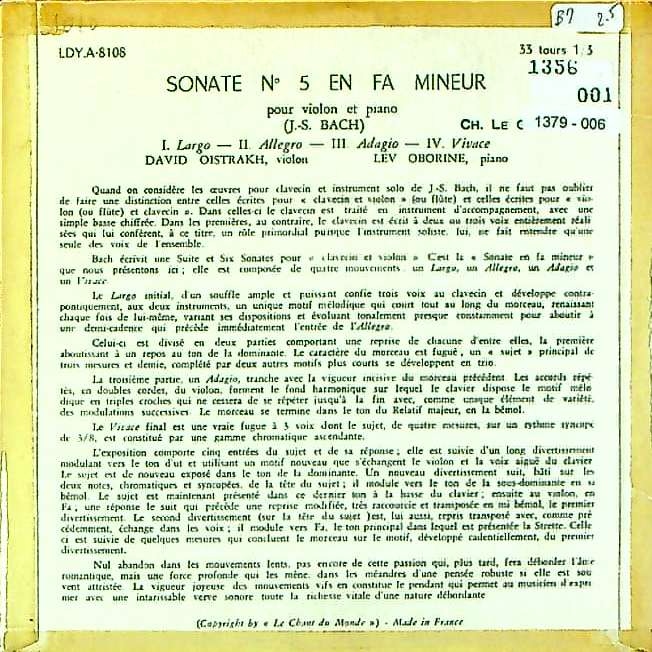 B7 2.5
LDY.A-8108
33 tours 1/3
1356
001
SONATE N° 5 EN FA MINEUR
pour violon et piano
(J.-S. BACH)
CH. LE C 1379 - 006
I. Largo — II. Allegro — III. Adagio — IV. Vivace
DAVID OISTRAKH, violon LEV OBORINE, piano
Quand on considère les œuvres pour clavecin et instrument solo de J.-S. Bach, il ne faut pas oublier
de faire une distinction entre celles écrites pour « clavecin et violon » (ou flûte) et celles écrites pour « vio-
lon (ou flûte) et clavecin ». Dans celles-ci le clavecin est traité en instrument d'accompagnement, avec une
simple basse chiffrée. Dans les premières, au contraire, le clavecin est écrit à deux ou trois voix entièrement réali-
sées qui lui confèrent, à ce titre, un rôle primordial puisque l'instrument soliste, lui, ne fait entendre qu'une
seule des voix de l'ensemble.
Bach écrivit une Suite et Six Sonates pour « clavecin et violon » C'est la « Sonate en fa mineur »
que nous présentons ici ; elle est composée de quatre mouvements, un Largo, un Allegro, un Adagio et
un Vivace
Le Largo initial, d'un souffle ample et puissant confie trois voix au clavecin et développe contra-
pontiquement, aux deux instruments, un unique motif mélodique qui court tout au long du morceau, renaissant
chaque fois de lui-même, variant ses dispositions et évoluant tonalement presque constamment pour aboutir à
une demi-cadence qui précède immédiatement l'entrée de l'Allegro.
Celui-ci est divisé en deux parties comportant une reprise de chacune d'entre elles, la première
aboutissant à un repos au ton de la dominante. Le caractère du morceau est fugué, un « sujet » principal de
trois mesures et demie, complété par deux autres motifs plus courts se développent en trio.
La troisième partie, un Adagio, tranche avec la vigueur incisive du morceau précédent Les accords répé-
tés, en doubles cordes, du violon, forment le fond harmonique sur lequel le clavier dispose le motif mélo
dique en triples croches qui ne cessera de se répéter jusqu'à la fin avec, comme unique élément de variété,
des modulations successives Le morceau se termine dans le ton du Relatif majeur, en la bémol.
Le Vivace final est une vraie fugue à 3 voix dont le sujet, de quatre mesures, sur un rythme syncopé
de 3/8, est constitué par une gamme chromatique ascendante.
L'exposition comporte cinq entrées du sujet et de sa réponse ; elle est suivie d'un long divertissement
modulant vers le ton d'ut et utilisant un motif nouveau que s'échangent le violon et la voix aiguë du clavier
Le sujet est de nouveau exposé dans le ton de la dominante. Un nouveau divertissement suit, bâti sur les
deux notes, chromatiques et syncopées, de la tête du sujet ; il module vers le ton de la sous-dominante en si
bémol. Le sujet est maintenant présenté dans ce dernier ton à la basse du clavier ; ensuite au violon, en
Fa ; une réponse le suit qui précède une reprise modifiée, très raccourcie et transposée en mi bémol, le premier
divertissement. Le second divertissement (sur la tête du sujet ) est, lui aussi, repris transposé avec, comme pré
cédemment, échange dans les voix ; il module vers Fa, le ton principal dans lequel est présentée la Strette. Celle
ci est suivie de quelques mesures qui concluent le morceau sur le motif, développé cadentiellement, du premier
divertissement.
Nul abandon dans les mouvements lents, pas encore de cette passion qui, plus tard, fera déborder l'âme
romantique, mais une force profonde qui les mène, dans les méandres d'une pensée robuste si elle est sou
vent attristée La vigueur joyeuse des mouvements vifs en constitue le pendant qui permet au musicien d'expri
mer avec une intarissable verve sonore toute la richesse vitale d'une nature débordante
(Copyright by « Le Chant du Monde ») - Made in France